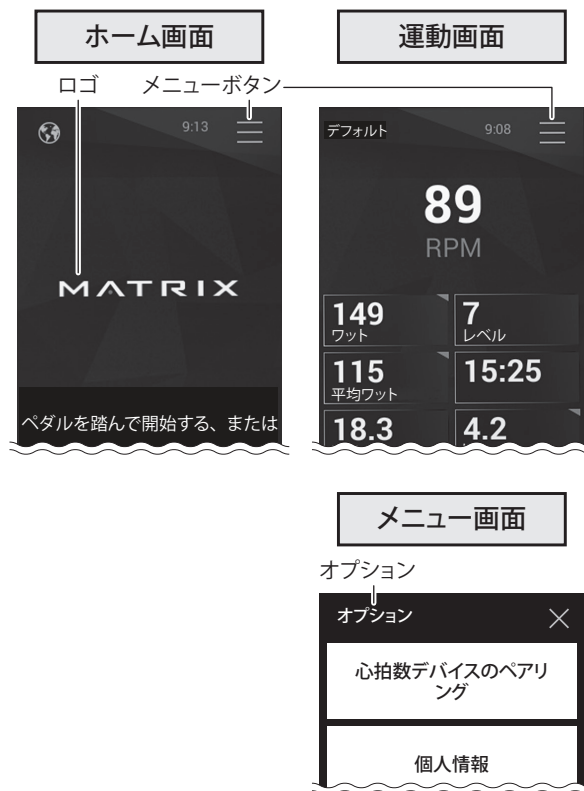 ホーム画面
運動画面
ロゴ
メニューボタン
9:13
デフォルト
9:08
89
RPM
MATRIX
149
ワット
7
レベル
115
平均ワット
15:25
ペダルを踏んで開始する、または
18.3
4.2
メニュー画面
オプション
オプション
心拍数デバイスのペアリ
ング
個人情報